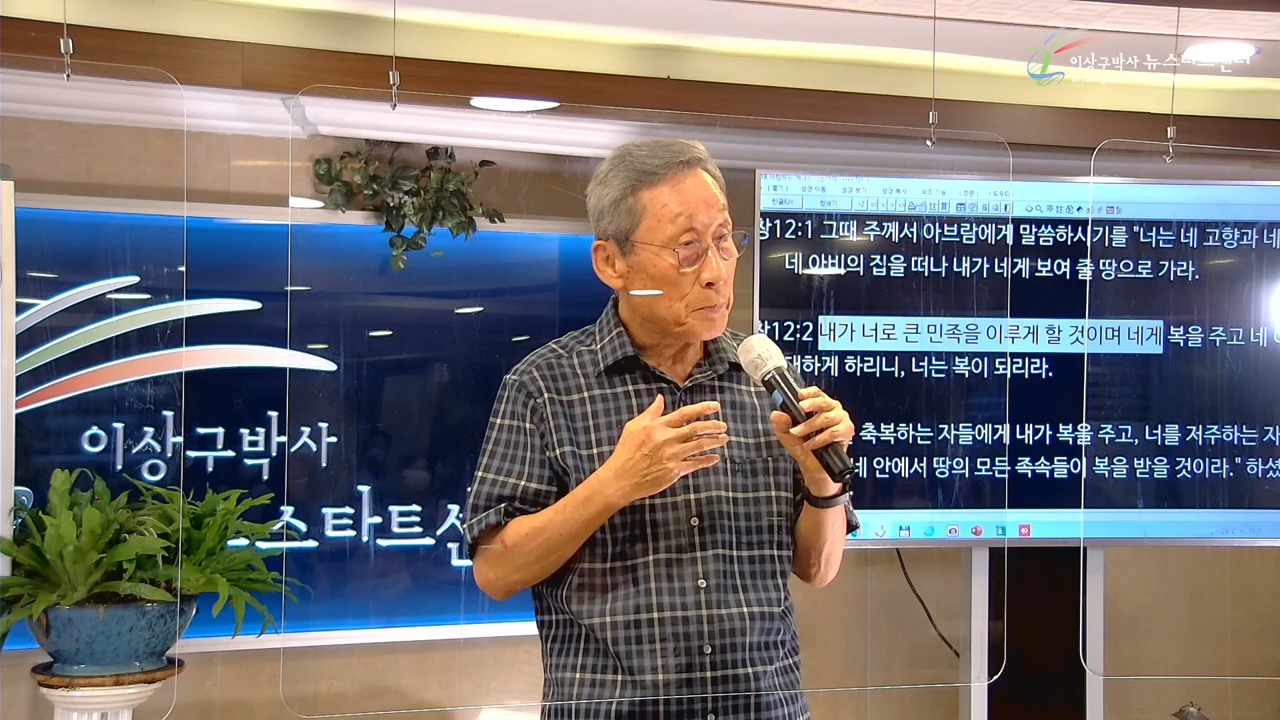 이상구박사 뉴스타트센터
이상구박사
스타트센
창12:1 그때 주께서 아브람에게 말씀하시기를 "너는 네 고향과 네
네 아비의 집을 떠나 내가 네게 보여 줄 땅으로 가라.
창12:2 내가 너로 큰 민족을 이루게 할 것이며 네게 복을 주고 네
하게 하리니, 너는 복이 되리라.
축복하는 자들에게 내가 복을 주고, 너를 저주하는 자
네 안에서 땅의 모든 족속들이 복을 받을 것이라." 하셨